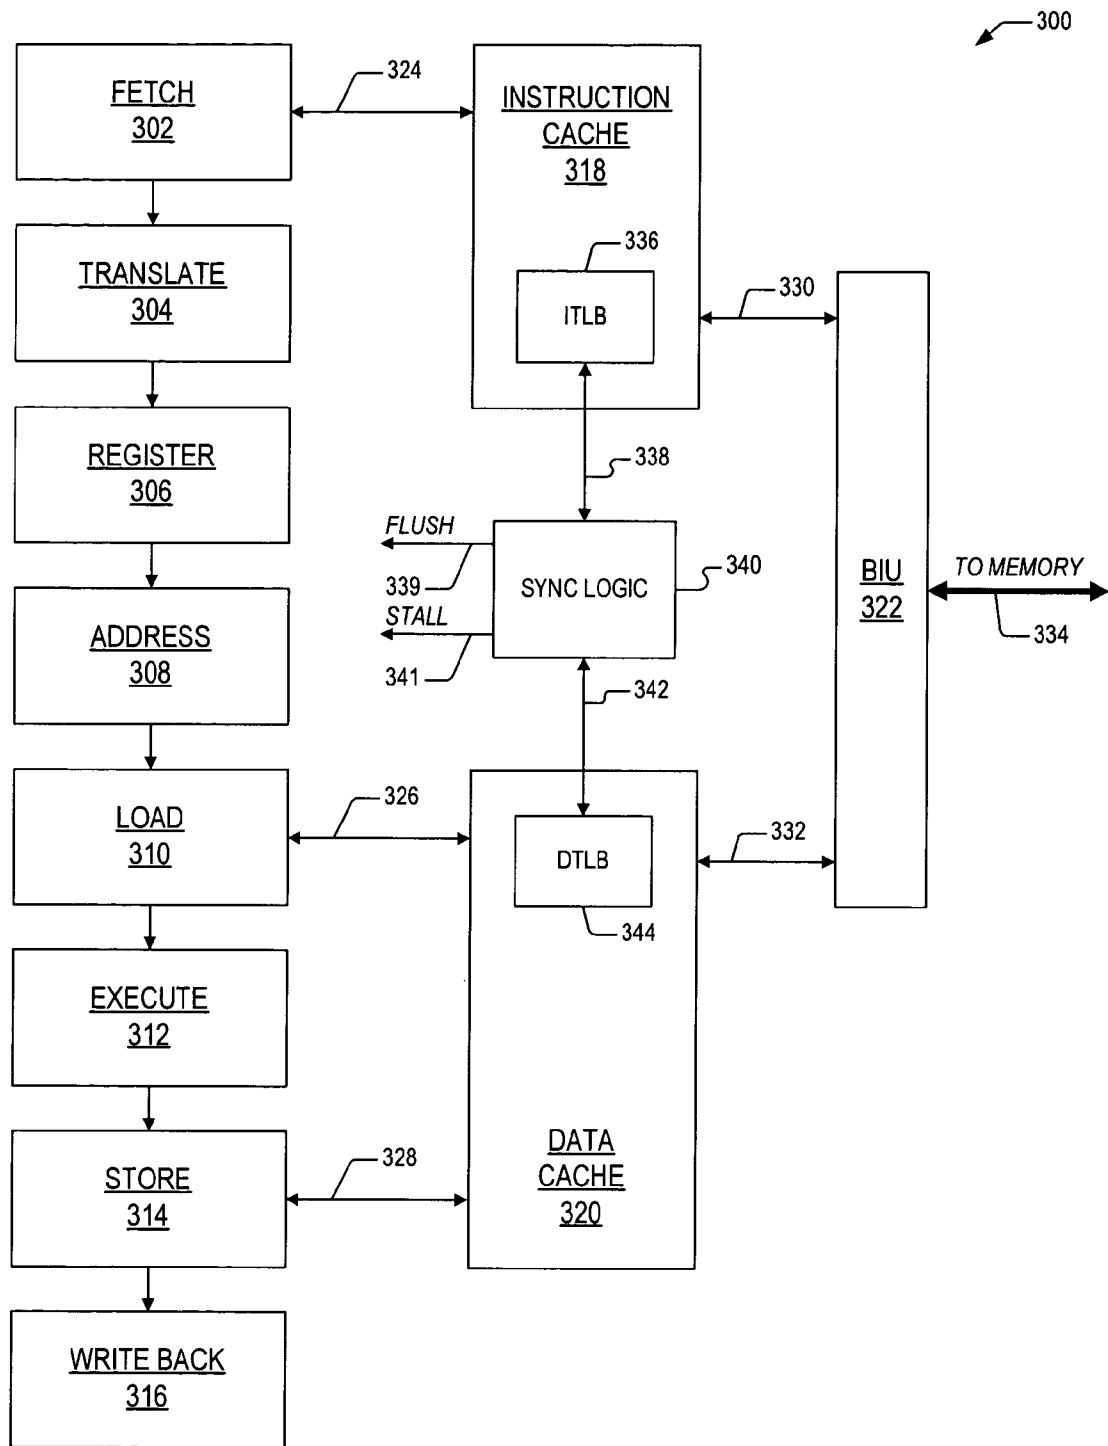 300
FETCH
302
324
INSTRUCTION
CACHE
318
TRANSLATE
304
336
ITLB
330
REGISTER
306
338
FLUSH
339
SYNC LOGIC
340
STALL
341
BIU
322
TO MEMORY
334
ADDRESS
308
342
LOAD
310
326
DTLB
332
344
EXECUTE
312
STORE
314
328
DATA
CACHE
320
WRITE BACK
316